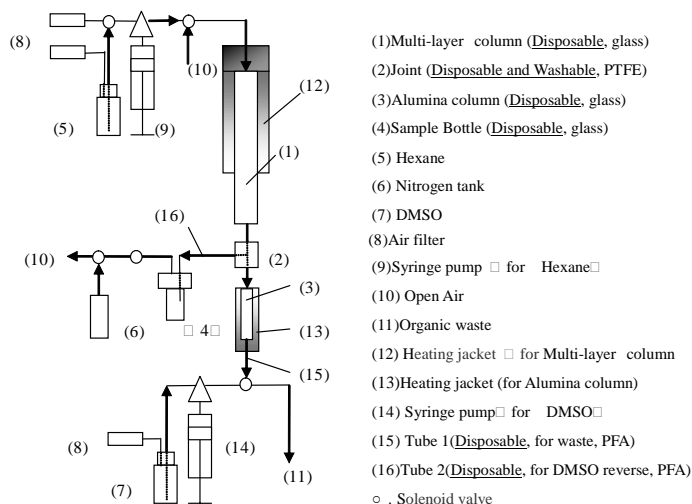 (8)
(5)
(9)
(10)
(12)
(1)
(16)
(10)
(2)
(3)
(6)
□ 4□
(13)
(15)
(8)
(14)
(7)
(11)
(1)Multi-layer column (Disposable, glass)
(2)Joint (Disposable and Washable, PTFE)
(3)Alumina column (Disposable, glass)
(4)Sample Bottle (Disposable, glass)
(5) Hexane
(6) Nitrogen tank
(7) DMSO
(8)Air filter
(9)Syringe pump □ for Hexane□
(10) Open Air
(11)Organic waste
(12) Heating jacket □ for Multi-layer column
(13)Heating jacket (for Alumina column)
(14) Syringe pump□ for DMSO□
(15) Tube 1(Disposable, for waste, PFA)
(16)Tube 2(Disposable, for DMSO reverse, PFA)
○ . Solenoid valve